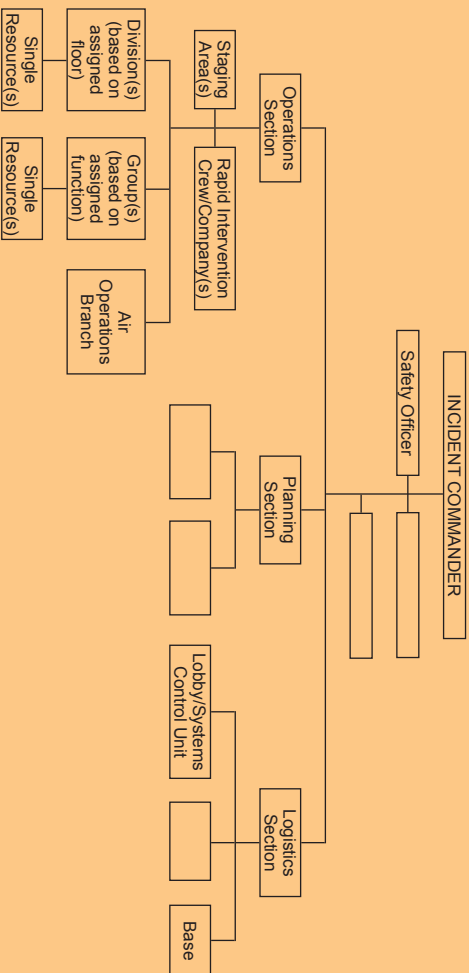 INCIDENT COMMANDER
Safety Officer
Operations
Section
Planning
Section
Logistics
Section
Staging
Area(s)
Rapid Intervention
Crew/Company(s)
Lobby/Systems
Control Unit
Base
Division(s)
(based on
assigned
floor)
Group(s)
(based on
assigned
function)
Air
Operations
Branch
Single
Resource(s)
Single
Resource(s)